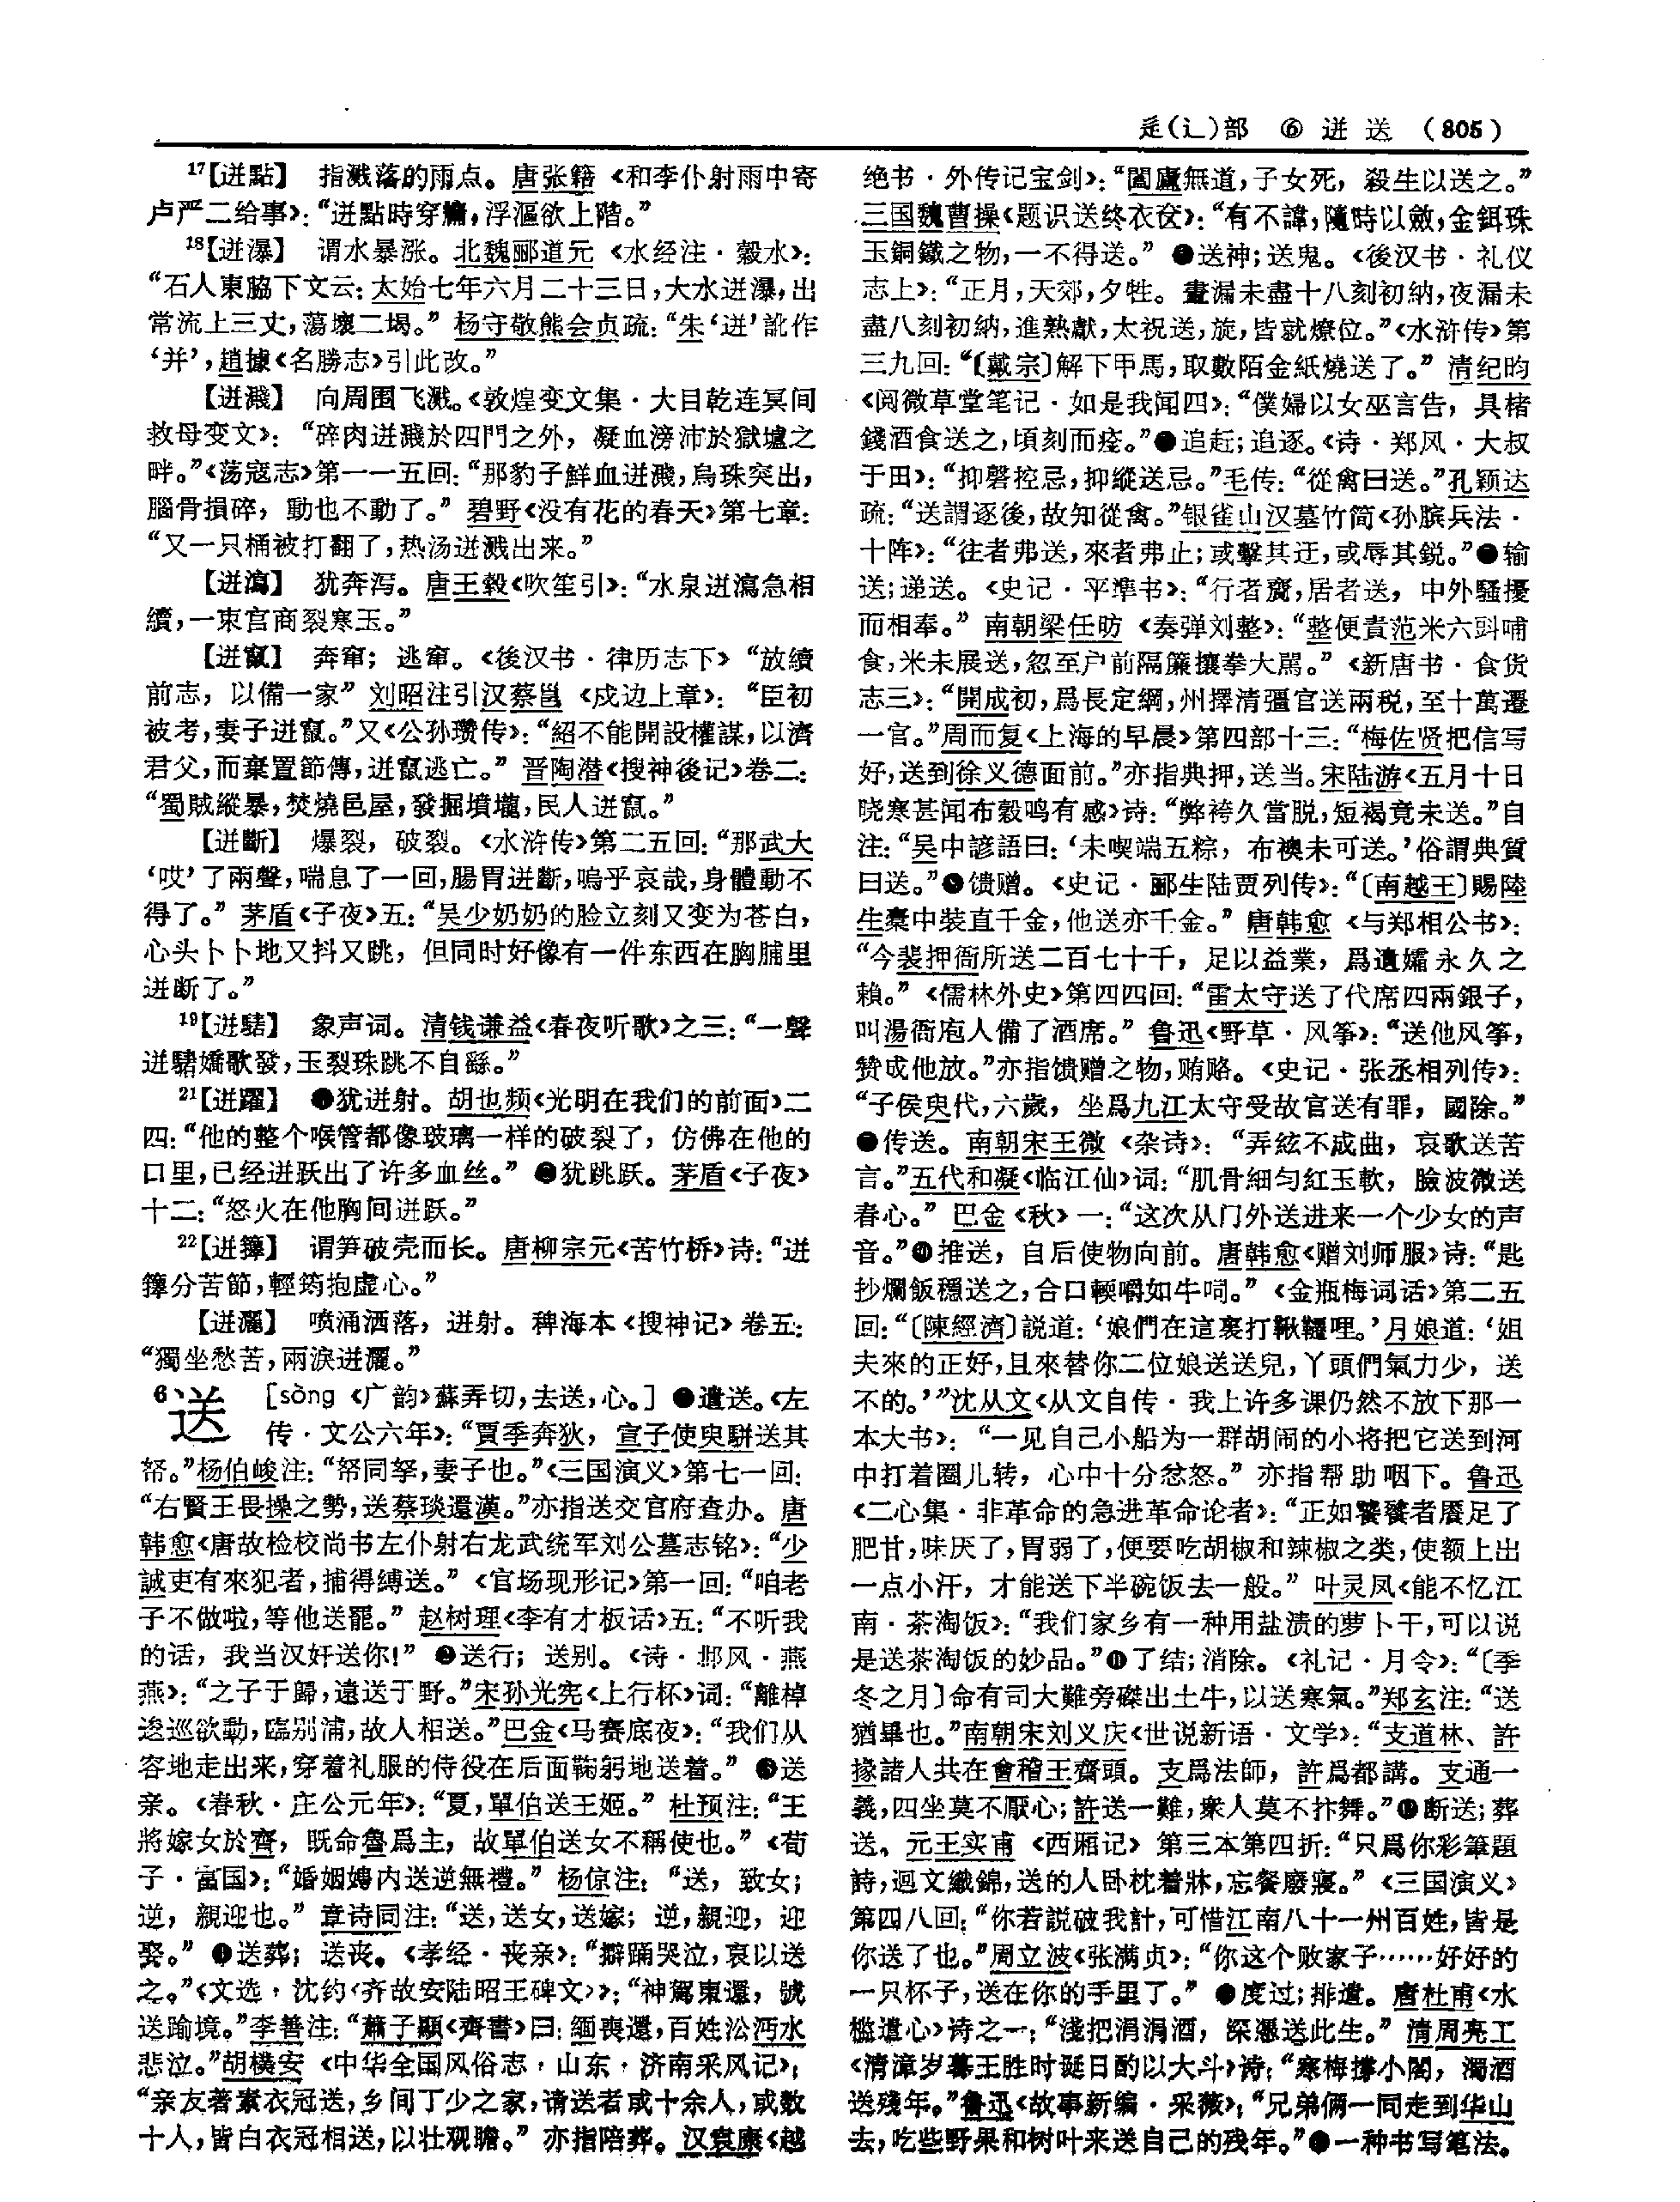 辵(辶)部 ⑥ 迸 送 (805)
17【迸點】 指溅落的雨点。唐张籍《和李仆射雨中寄
卢严二给事》:“迸點時穿牖,浮漚欲上階。”
18【迸瀑】 谓水暴涨。北魏郦道元《水经注·穀水》:
“石人東脇下文云:太始七年六月二十三日,大水迸瀑,出
常流上三丈,蕩壞二堨。”杨守敬熊会贞疏:“朱‘迸’訛作
‘并’,趙據《名勝志》引此改。”
【迸濺】 向周围飞溅。《敦煌变文集·大目乾连冥间
救母变文》:“碎肉迸濺於四門之外,凝血滂沛於獄墟之
畔。”《荡寇志》第一一五回:“那豹子鮮血迸濺,烏珠突出,
腦骨損碎,動也不動了。”碧野《没有花的春天》第七章:
“又一只桶被打翻了,热汤迸溅出来。”
【迸瀉】 犹奔泻。唐王毂《吹笙引》:“水泉迸瀉急相
續,一束宫商裂寒玉。”
【迸竄】 奔窜;逃窜。《後汉书·律历志下》“放續
前志,以備一家”刘昭注引汉蔡邕《戍边上章》:“臣初
被考,妻子迸竄。”又《公孙瓒传》:“紹不能開設權謀,以濟
君父,而棄置節傳,迸竄逃亡。”晋陶潜《搜神後记》卷二:
“蜀賊縱暴,焚燒邑屋,發掘墳壠,民人迸竄。”
【迸斷】 爆裂,破裂。《水浒传》第二五回:“那武大
‘哎’了兩聲,喘息了一回,腸胃迸斷,嗚乎哀哉,身體動不
得了。”茅盾《子夜》五:“吴少奶奶的脸立刻又变为苍白,
心头卜卜地又抖又跳,但同时好像有一件东西在胸脯里
迸断了。”
19【迸驞】 象声词。清钱谦益《春夜听歌》之三:“一聲
迸驞嬌歌發,玉裂珠跳不自繇。”
21【迸躍】 ❶犹迸射。胡也频《光明在我们的前面》二
四:“他的整个喉管都像玻璃一样的破裂了,仿佛在他的
口里,已经迸跃出了许多血丝。”❷犹跳跃。茅盾《子夜》
十二:“怒火在他胸间迸跃。”
22【迸籜】 谓笋破壳而长。唐柳宗元《苦竹桥》诗:“迸
籜分苦節,輕筠抱虚心。”
【迸灑】 喷涌洒落,迸射。稗海本《搜神记》卷五:
“獨坐愁苦,兩淚迸灑。”
6送 [sòng《广韵》蘇弄切,去送,心。] ❶遣送。《左
传·文公六年》:“賈季奔狄,宣子使臾駢送其
帑。”杨伯峻注:“帑同孥,妻子也。”《三国演义》第七一回:
“右賢王畏操之勢,送蔡琰還漢。”亦指送交官府查办。唐
韩愈《唐故检校尚书左仆射右龙武统军刘公墓志铭》:“少
誠吏有來犯者,捕得縛送。”《官场现形记》第一回:“咱老
子不做啦,等他送罷。”赵树理《李有才板话》五:“不听我
的话,我当汉奸送你!”❷送行;送别。《诗·邶风·燕
燕》:“之子于歸,遠送于野。”宋孙光宪《上行杯》词:“離棹
逡巡欲動,臨别浦,故人相送。”巴金《马赛底夜》:“我们从
容地走出来,穿着礼服的侍役在后面鞠躬地送着。”❸送
亲。《春秋·庄公元年》:“夏,單伯送王姬。”杜预注:“王
將嫁女於齊,既命魯爲主,故單伯送女不稱使也。”《荀
子·富国》:“婚姻娉内送逆無禮。”杨倞注:“送,致女;
逆,親迎也。”章诗同注:“送,送女,送嫁;逆,親迎,迎
娶。”❹送葬;送丧。《孝经·丧亲》:“擗踊哭泣,哀以送
之。”《文选·沈约〈齐故安陆昭王碑文〉》:“神駕東還,號
送踰境。”李善注:“蕭子顯《齊書》曰:緬喪還,百姓沿沔水
悲泣。”胡樸安《中华全国风俗志·山东·济南采风记》:
“亲友著素衣冠送,乡间丁少之家,请送者或十余人,或数
十人,皆白衣冠相送,以壮观瞻。”亦指陪葬。汉袁康《越
绝书·外传记宝剑》:“闔廬無道,子女死,殺生以送之。”
三国魏曹操《题识送终衣奁》:“有不諱,隨時以斂,金鉺珠
玉銅鐵之物,一不得送。”❺送神;送鬼。《後汉书·礼仪
志上》:“正月,天郊,夕牲。晝漏未盡十八刻初納,夜漏未
盡八刻初納,進熟獻,太祝送,旋,皆就燎位。”《水浒传》第
三九回:“〔戴宗〕解下甲馬,取數陌金紙燒送了。”清纪昀
《阅微草堂笔记·如是我闻四》:“僕婦以女巫言告,具楮
錢酒食送之,頃刻而痊。”❻追赶;追逐。《诗·郑风·大叔
于田》:“抑磬控忌,抑縱送忌。”毛传:“從禽曰送。”孔颖达
疏:“送謂逐後,故知從禽。”银雀山汉墓竹简《孙膑兵法·
十阵》:“往者弗送,來者弗止;或擊其迂,或辱其鋭。”❼输
送;递送。《史记·平準书》:“行者齎,居者送,中外騷擾
而相奉。”南朝梁任昉《奏弹刘整》:“整便責范米六㪷哺
食,米未展送,忽至户前隔簾攘拳大駡。”《新唐书·食货
志三》:“開成初,爲長定綱,州擇清彊官送兩税,至十萬遷
一官。”周而复《上海的早晨》第四部十三:“梅佐贤把信写
好,送到徐义德面前。”亦指典押,送当。宋陆游《五月十日
晓寒甚闻布穀鸣有感》诗:“弊袴久當脱,短褐竟未送。”自
注:“吴中諺語曰:‘未喫端五粽,布襖未可送。’俗謂典質
曰送。”❽馈赠。《史记·郦生陆贾列传》:“〔南越王〕賜陸
生橐中裝直千金,他送亦千金。”唐韩愈《与郑相公书》:
“今裴押衙所送二百七十千,足以益業,爲遺孀永久之
賴。”《儒林外史》第四四回:“雷太守送了代席四兩銀子,
叫湯衙庖人備了酒席。”鲁迅《野草·风筝》:“送他风筝,
赞成他放。”亦指馈赠之物,贿赂。《史记·张丞相列传》:
“子侯臾代,六歲,坐爲九江太守受故官送有罪,國除。”
❾传送。南朝宋王微《杂诗》:“弄絃不成曲,哀歌送苦
言。”五代和凝《临江仙》词:“肌骨細匀紅玉軟,臉波微送
春心。”巴金《秋》一:“这次从门外送进来一个少女的声
音。”❿推送,自后使物向前。唐韩愈《赠刘师服》诗:“匙
抄爛飯穩送之,合口輭嚼如牛呞。”《金瓶梅词话》第二五
回:“〔陳經濟〕説道:‘娘們在這裏打鞦韆哩。’月娘道:‘姐
夫來的正好,且來替你二位娘送送兒,丫頭們氣力少,送
不的。’”沈从文《从文自传·我上许多课仍然不放下那一
本大书》:“一见自己小船为一群胡闹的小将把它送到河
中打着圈儿转,心中十分忿怒。”亦指帮助咽下。鲁迅
《二心集·非革命的急进革命论者》:“正如饕餮者餍足了
肥甘,味厌了,胃弱了,便要吃胡椒和辣椒之类,使额上出
一点小汗,才能送下半碗饭去一般。”叶灵凤《能不忆江
南·茶淘饭》:“我们家乡有一种用盐渍的萝卜干,可以说
是送茶淘饭的妙品。”⓫了结;消除。《礼记·月令》:“〔季
冬之月〕命有司大難旁磔出土牛,以送寒氣。”郑玄注:“送
猶畢也。”南朝宋刘义庆《世说新语·文学》:“支道林、許
掾諸人共在會稽王齋頭。支爲法師,許爲都講。支通一
義,四坐莫不厭心;許送一難,衆人莫不抃舞。”⓬断送;葬
送。元王实甫《西厢记》第三本第四折:“只爲你彩筆題
詩,迴文織錦,送的人卧枕着牀,忘餐廢寢。”《三国演义》
第四八回:“你若説破我計,可惜江南八十一州百姓,皆是
你送了也。”周立波《张满贞》:“你这个败家子……好好的
一只杯子,送在你的手里了。”⓭度过;排遣。唐杜甫《水
槛遣心》诗之一:“淺把涓涓酒,深憑送此生。”清周亮工
《清漳岁暮王胜时诞日酌以大斗》诗:“寒梅撐小閣,濁酒
送残年。”鲁迅《故事新编·采薇》:“兄弟俩一同走到华山
去,吃些野果和树叶来送自己的残年。”⓮一种书写笔法。